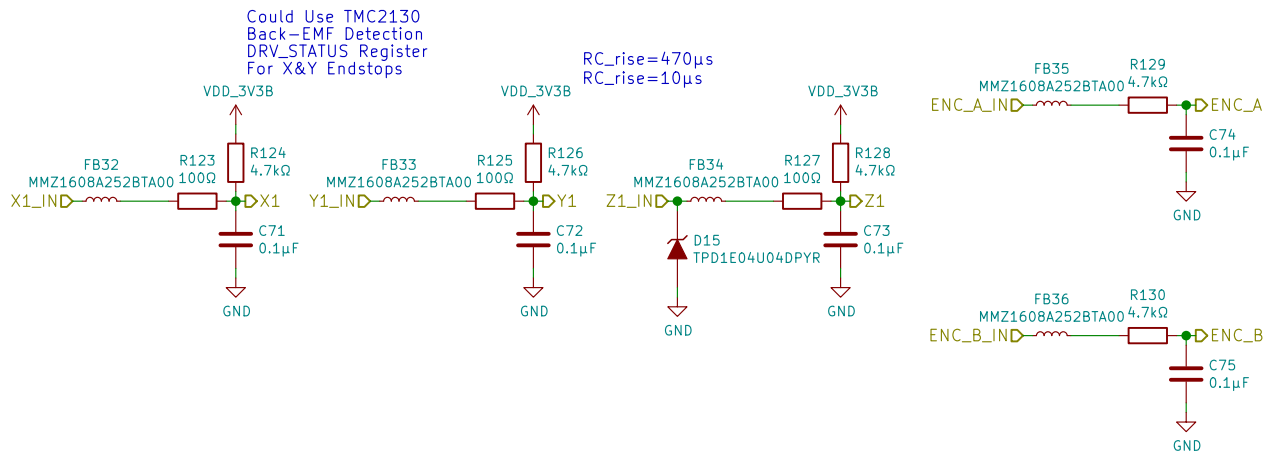 Could Use TMC2130
Back-EMF Detection
DRV_STATUS Register
For X&Y Endstops
RC_rise=470µs
RC_rise=10µs
VDD_3V3B
R124
4.7kΩ
FB32
MMZ1608A252BTA00
R123
100Ω
X1_IN
X1
C71
0.1µF
GND
VDD_3V3B
R126
4.7kΩ
FB33
MMZ1608A252BTA00
R125
100Ω
Y1_IN
Y1
C72
0.1µF
GND
VDD_3V3B
R128
4.7kΩ
FB34
MMZ1608A252BTA00
R127
100Ω
Z1_IN
Z1
D15
TPD1E04U04DPYR
GND
C73
0.1µF
GND
FB35
MMZ1608A252BTA00
R129
4.7kΩ
ENC_A_IN
ENC_A
C74
0.1µF
GND
FB36
MMZ1608A252BTA00
R130
4.7kΩ
ENC_B_IN
ENC_B
C75
0.1µF
GND